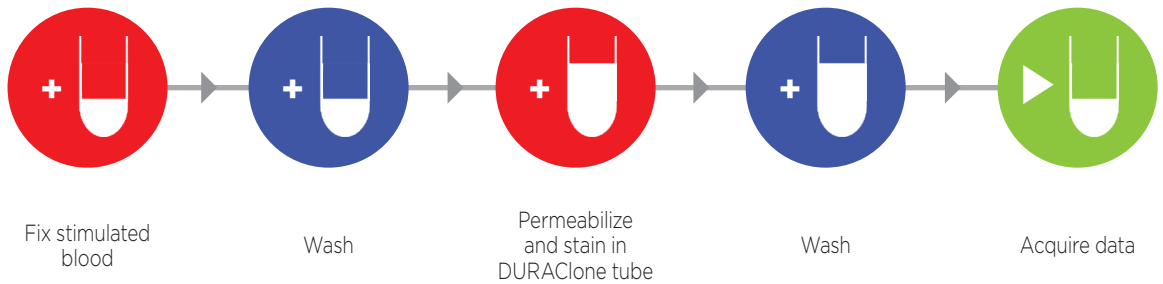 Fix stimulated
blood
Wash
Permeabilize
and stain in
DURAClone tube
Wash
Acquire data